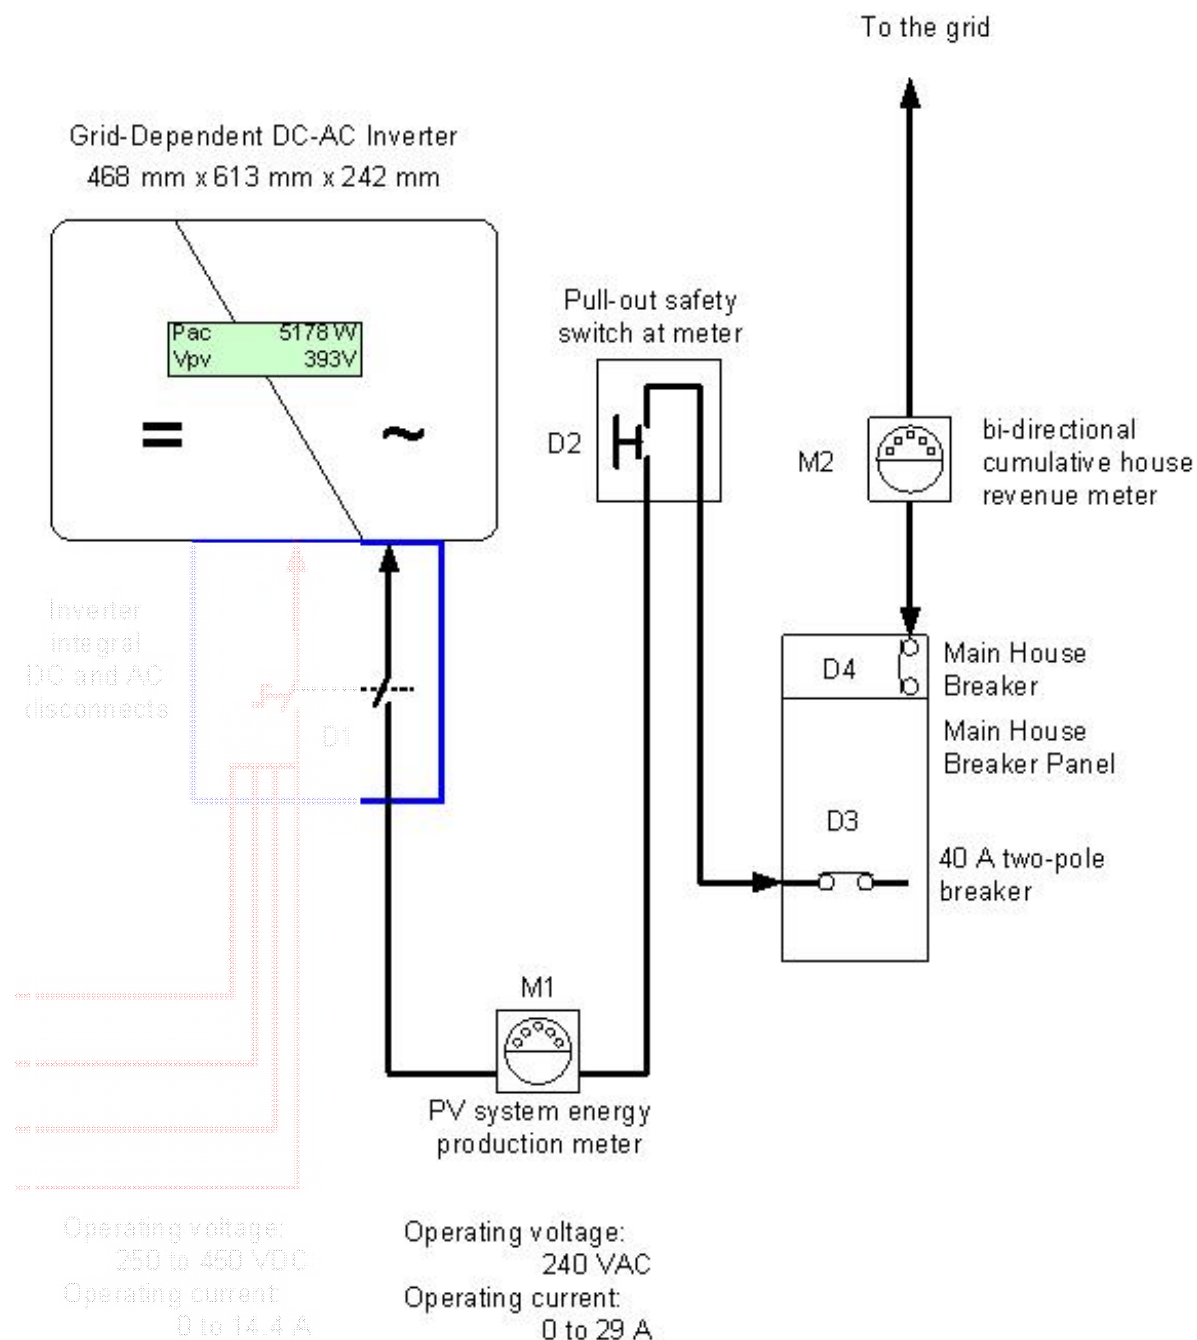 To the grid
Grid-Dependent DC-AC Inverter
468 mm x 613 mm x 242 mm
Pac 5178 W
Vpv 393V
=
~
Pull-out safety
switch at meter
D2
M2
bi-directional
cumulative house
revenue meter
Inverter
integral
DC and AC
disconnects
D1
D4
Main House
Breaker
Main House
Breaker Panel
D3
40 A two-pole
breaker
M1
PV system energy
production meter
Operating voltage:
250 to 450 VDC
Operating current:
0 to 14.4 A
Operating voltage:
240 VAC
Operating current:
0 to 29 A